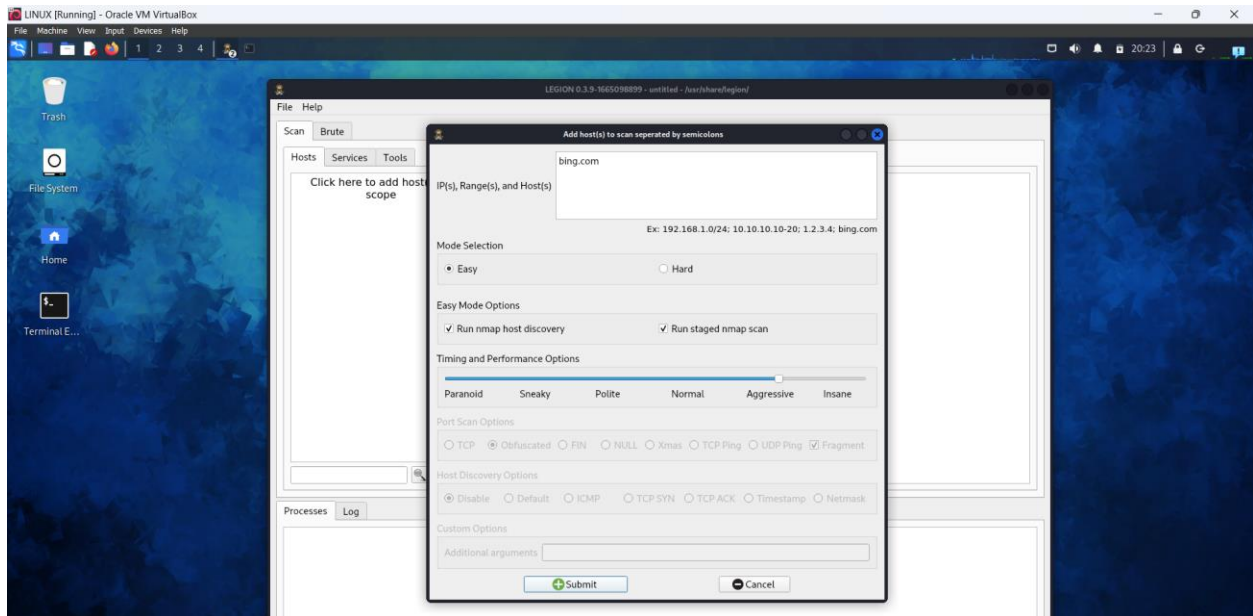 LINUX [Running] - Oracle VM VirtualBox
File Machine View Input Devices Help
1 2 3 4
20:23
Trash
File System
Home
Terminal E...
LEGION 0.3.9-1665098899 - untitled - /usr/share/legion/
File Help
Scan Brute
Hosts Services Tools
Click here to add host
scope
Processes Log
Add host(s) to scan seperated by semicolons
IP(s), Range(s), and Host(s)
bing.com
Ex: 192.168.1.0/24; 10.10.10.10-20; 1.2.3.4; bing.com
Mode Selection
Easy Hard
Easy Mode Options
Run nmap host discovery Run staged nmap scan
Timing and Performance Options
Paranoid Sneaky Polite Normal Aggressive Insane
Port Scan Options
TCP Obfuscated FIN NULL Xmas TCP Ping UDP Ping Fragment
Host Discovery Options
Disable Default ICMP TCP SYN TCP ACK Timestamp Netmask
Custom Options
Additional arguments
Submit Cancel